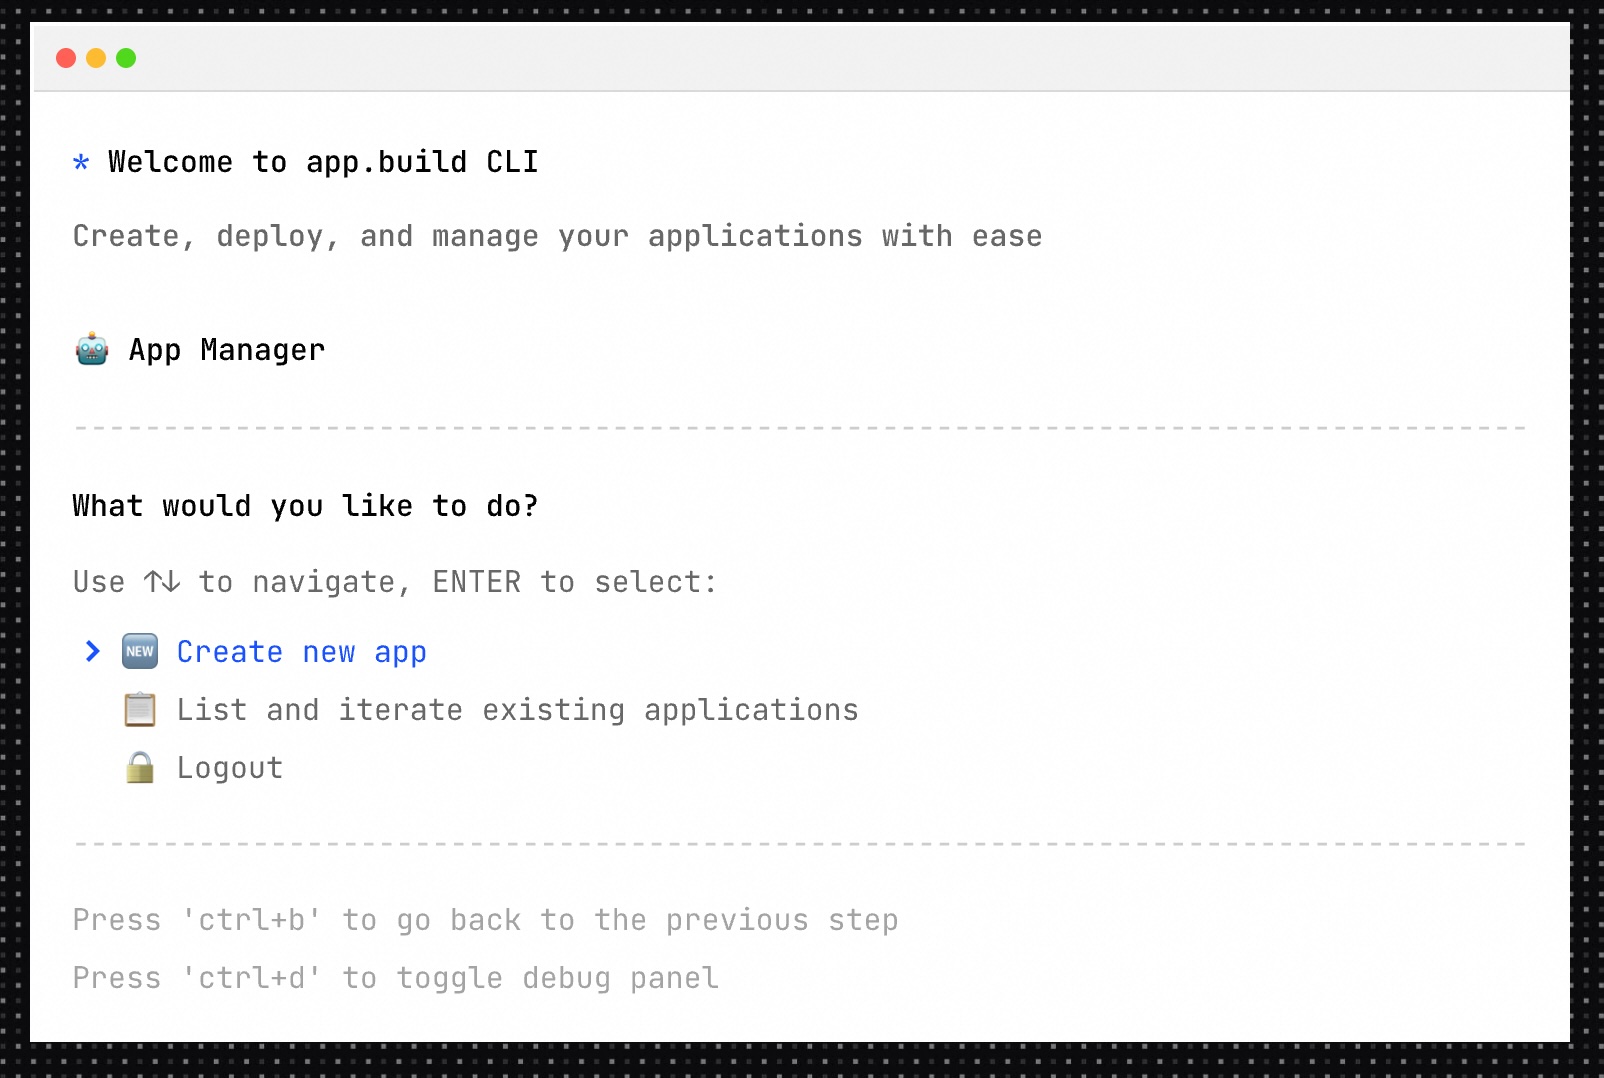 * Welcome to app.build CLI
Create, deploy, and manage your applications with ease
🤖 App Manager
What would you like to do?
Use ↑↓ to navigate, ENTER to select:
> 🆕 Create new app
📋 List and iterate existing applications
🔒 Logout
Press 'ctrl+b' to go back to the previous step
Press 'ctrl+d' to toggle debug panel